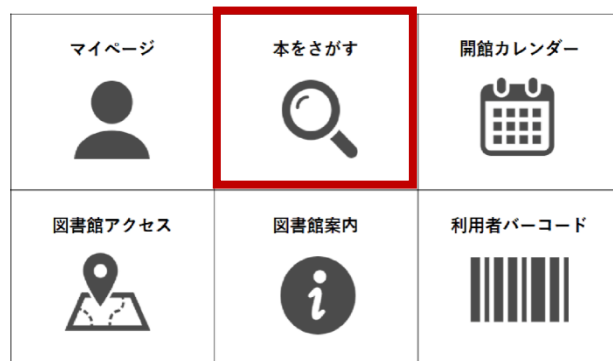 マイページ
本をさがす
開館カレンダー
図書館アクセス
図書館案内
利用者バーコード